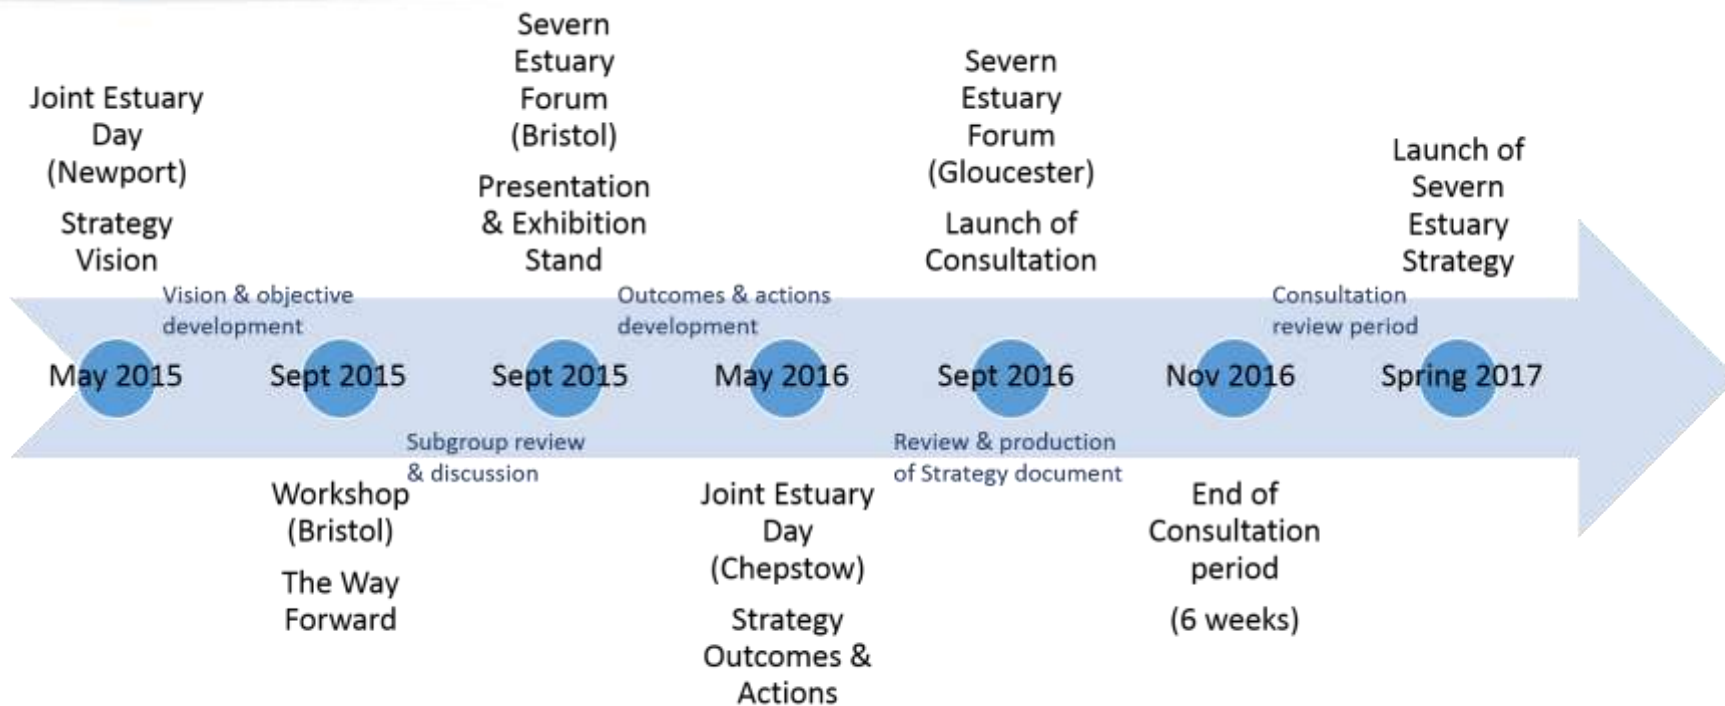 Joint Estuary
Day
(Newport)
Strategy
Vision
Severn
Estuary
Forum
(Bristol)
Presentation
& Exhibition
Stand
Severn
Estuary
Forum
(Gloucester)
Launch of
Consultation
Launch of
Severn
Estuary
Strategy
Vision & objective
development
Outcomes & actions
development
Consultation
review period
May 2015
Sept 2015
Sept 2015
May 2016
Sept 2016
Nov 2016
Spring 2017
Subgroup review
& discussion
Review & production
of Strategy document
Workshop
(Bristol)
The Way
Forward
Joint Estuary
Day
(Chepstow)
Strategy
Outcomes &
Actions
End of
Consultation
period
(6 weeks)